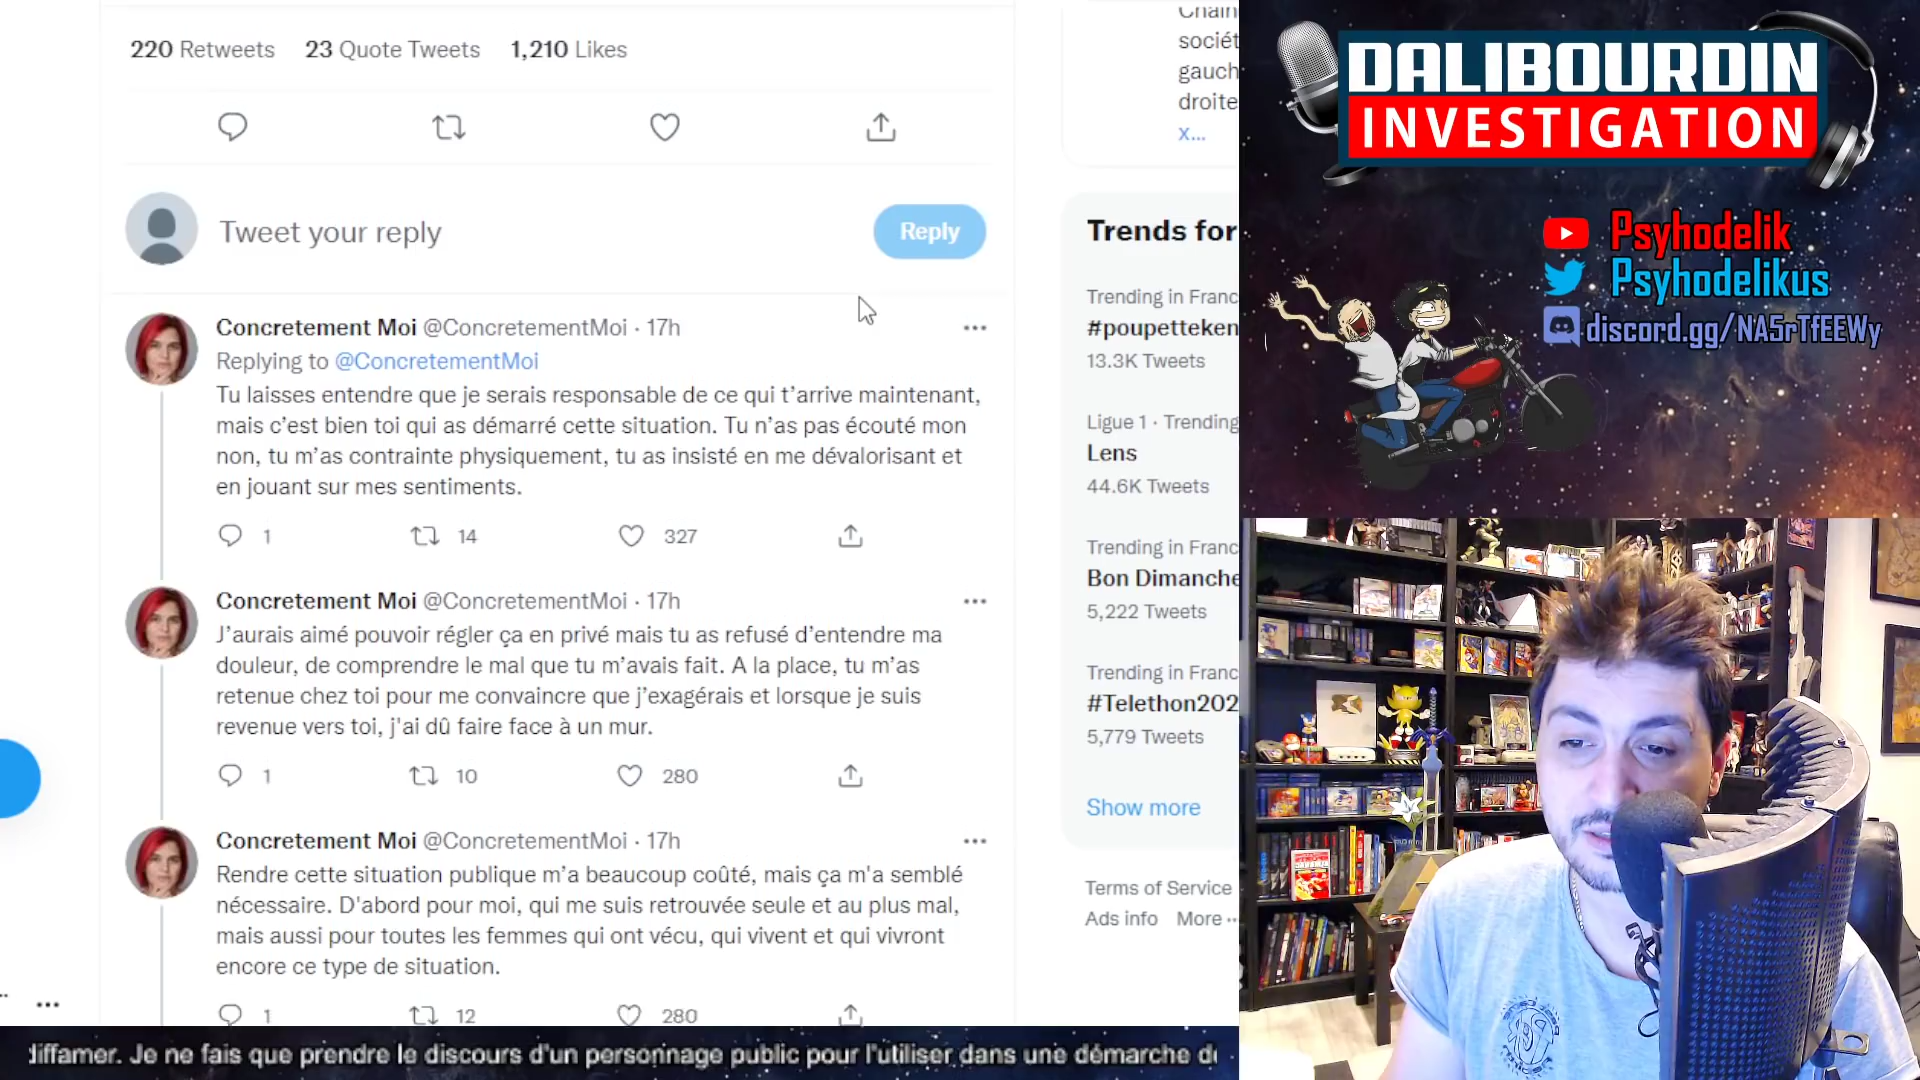 220 Retweets 23 Quote Tweets 1,210 Likes
Tweet your reply
Reply
Concretement Moi @ConcretementMoi · 17h
Replying to @ConcretementMoi
Tu laisses entendre que je serais responsable de ce qui t'arrive maintenant,
mais c'est bien toi qui as démarré cette situation. Tu n'as pas écouté mon
non, tu m'as contrainte physiquement, tu as insisté en me dévalorisant et
en jouant sur mes sentiments.
1 14 327
Concretement Moi @ConcretementMoi · 17h
J'aurais aimé pouvoir régler ça en privé mais tu as refusé d'entendre ma
douleur, de comprendre le mal que tu m'avais fait. A la place, tu m'as
retenue chez toi pour me convaincre que j'exagérais et lorsque je suis
revenue vers toi, j'ai dû faire face à un mur.
1 10 280
Concretement Moi @ConcretementMoi · 17h
Rendre cette situation publique m'a beaucoup coûté, mais ça m'a semblé
nécessaire. D'abord pour moi, qui me suis retrouvée seule et au plus mal,
mais aussi pour toutes les femmes qui ont vécu, qui vivent et qui vivront
encore ce type de situation.
1 12 280
sociét
gauch
droite
x...
Trends for
Trending in Franc
#poupetteken
13.3K Tweets
Ligue 1 · Trending
Lens
44.6K Tweets
Trending in Franc
Bon Dimanche
5,222 Tweets
Trending in Franc
#Telethon202
5,779 Tweets
Show more
Terms of Service
Ads info More ··
DALIBOURDIN
INVESTIGATION
Psyhodelik
Psyhodelikus
discord.gg/NA5rTfEEWy
diffamer. Je ne fais que prendre le discours d'un personnage public pour l'utiliser dans une démarche d